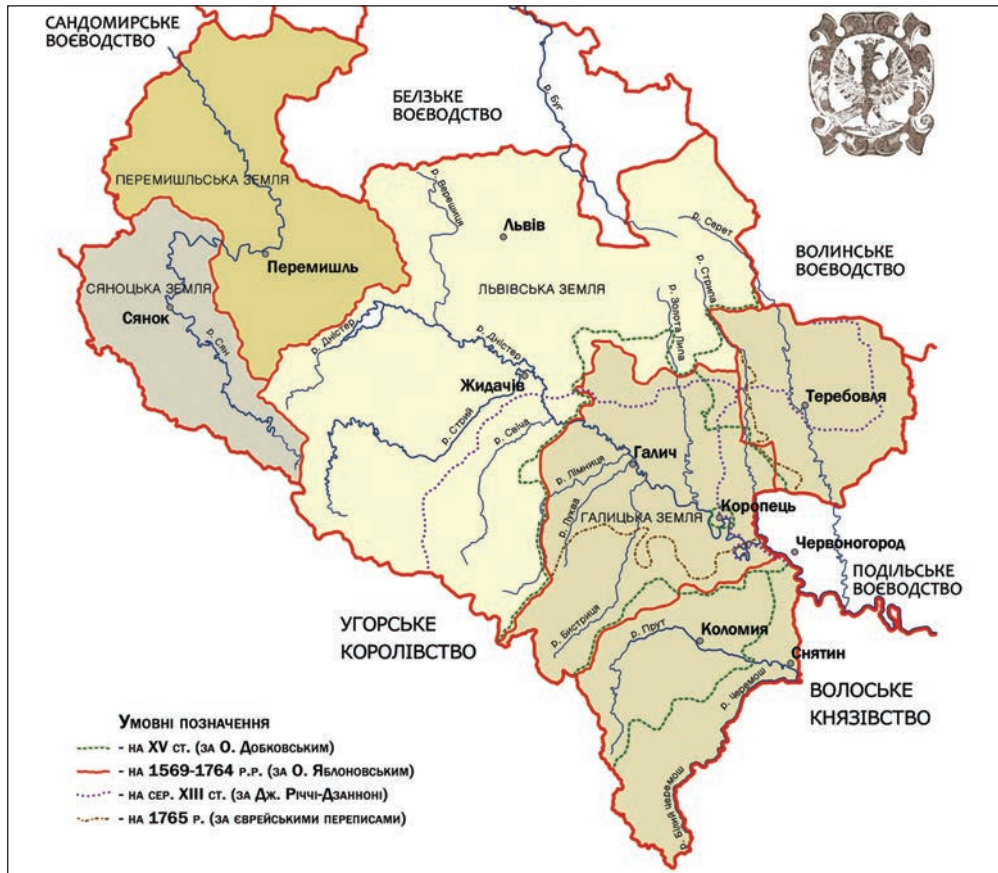 САНДОМИРСЬКЕ
ВОЄВОДСТВО
БЕЛЗЬКЕ
ВОЄВОДСТВО
р. Буг
ПЕРЕМИШЛЬСЬКА ЗЕМЛЯ
р. Верешиця
Львів
р. Серет
ВОЛИНСЬКЕ
ВОЄВОДСТВО
Перемишль
СЯНОЦЬКА ЗЕМЛЯ
ЛЬВІВСЬКА ЗЕМЛЯ
р. Стрипа
р. Золота Липа
Сянок
р. Сян
р. Дністер
р. Дністер
Жидачів
Теребовля
р. Стрий
р. Свіча
Галич
р. Лімниця
р. Луква
ГАЛИЦЬКА ЗЕМЛЯ
Коропець
Червоногород
ПОДІЛЬСЬКЕ
ВОЄВОДСТВО
УГОРСЬКЕ
КОРОЛІВСТВО
р. Бистриця
р. Прут
Коломия
Снятин
р. Черемош
ВОЛОСЬКЕ
КНЯЗІВСТВО
р. Білий Черемош
Умовні позначення
- на XV ст. (за О. Добковським)
- на 1569-1764 р.р. (за О. Яблоновським)
- на сер. XIII ст. (за Дж. Річчі-Дзанноні)
- на 1765 р. (за єврейськими переписами)